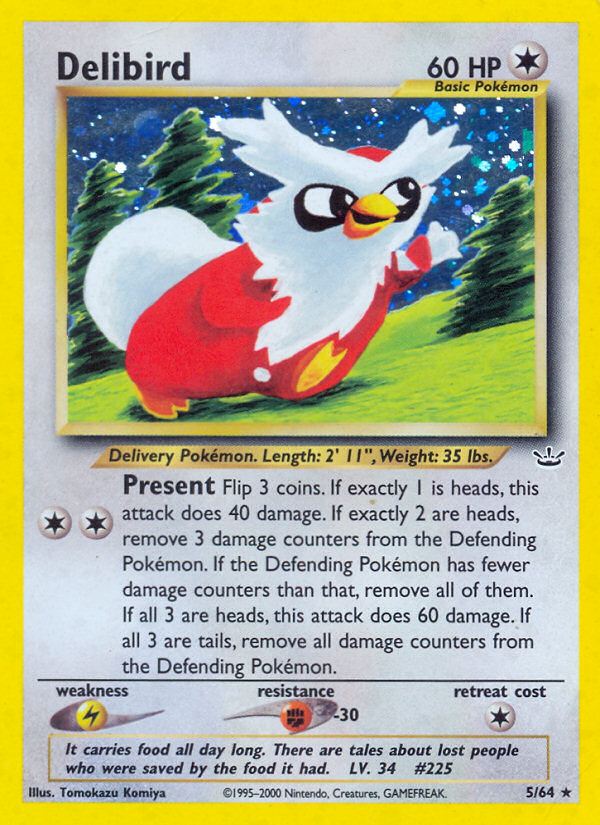 Delibird
60 HP
Basic Pokémon
Delivery Pokémon. Length: 2' 11", Weight: 35 lbs.
Present Flip 3 coins. If exactly 1 is heads, this
attack does 40 damage. If exactly 2 are heads,
remove 3 damage counters from the Defending
Pokémon. If the Defending Pokémon has fewer
damage counters than that, remove all of them.
If all 3 are heads, this attack does 60 damage. If
all 3 are tails, remove all damage counters from
the Defending Pokémon.
weakness resistance retreat cost
-30
It carries food all day long. There are tales about lost people
who were saved by the food it had. LV. 34 #225
Illus. Tomokazu Komiya ©1995–2000 Nintendo, Creatures, GAMEFREAK. 5/64 ★